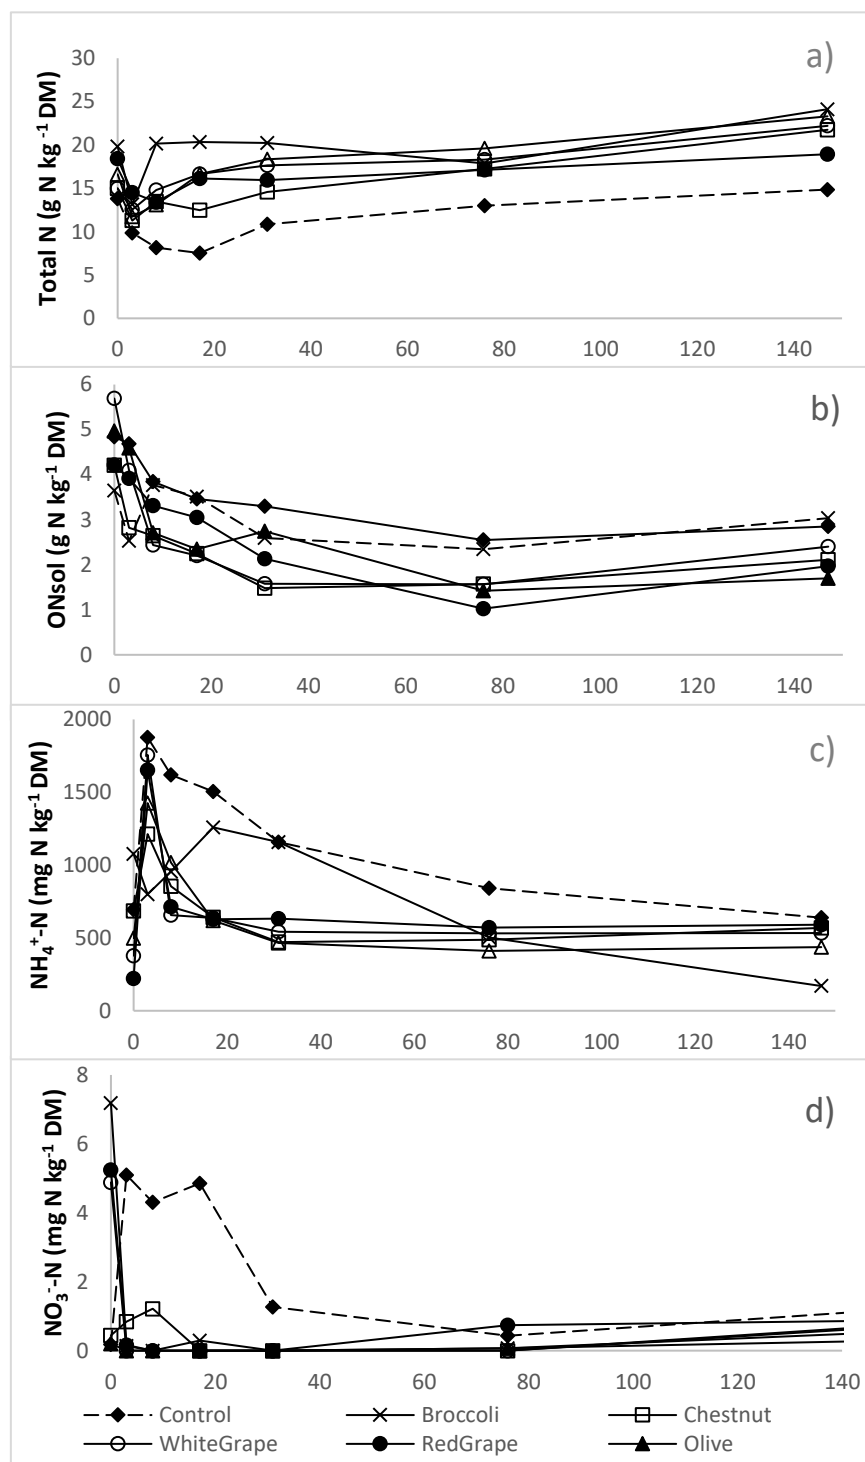 a)
Total N (g N kg⁻¹ DM)
30
25
20
15
10
5
0
0 20 40 60 80 100 120 140
b)
ONsol (g N kg⁻¹ DM)
6
5
4
3
2
1
0
0 20 40 60 80 100 120 140
c)
NH₄⁺-N (mg N kg⁻¹ DM)
2000
1500
1000
500
0
0 20 40 60 80 100 120 140
d)
NO₃⁻-N (mg N kg⁻¹ DM)
8
6
4
2
0
0 20 40 60 80 100 120 140
Control Broccoli Chestnut
WhiteGrape RedGrape Olive